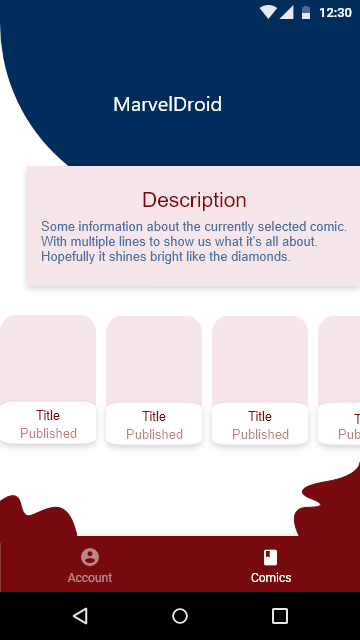 12:30
MarvelDroid
Description
Some information about the currently selected comic.
With multiple lines to show us what it's all about.
Hopefully it shines bright like the diamonds.
Title
Published
Title
Published
Title
Published
T
Pub
Account
Comics